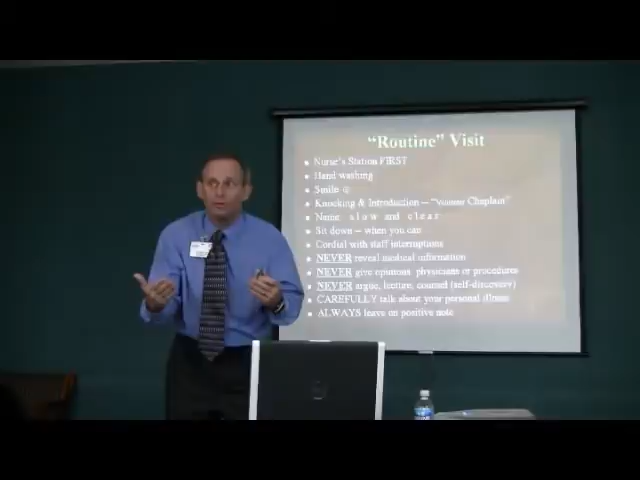 “Routine” Visit
Nurse's Station FIRST
Hand washing
Smile ☺
Knocking & Introduction – “Volunteer Chaplain”
Name s l o w and c l e a r
Sit down – when you can
Cordial with staff interruptions
NEVER reveal medical information
NEVER give opinions physicians or procedures
NEVER argue, lecture, counsel (self-discovery)
CAREFULLY talk about your personal illness
ALWAYS leave on positive note